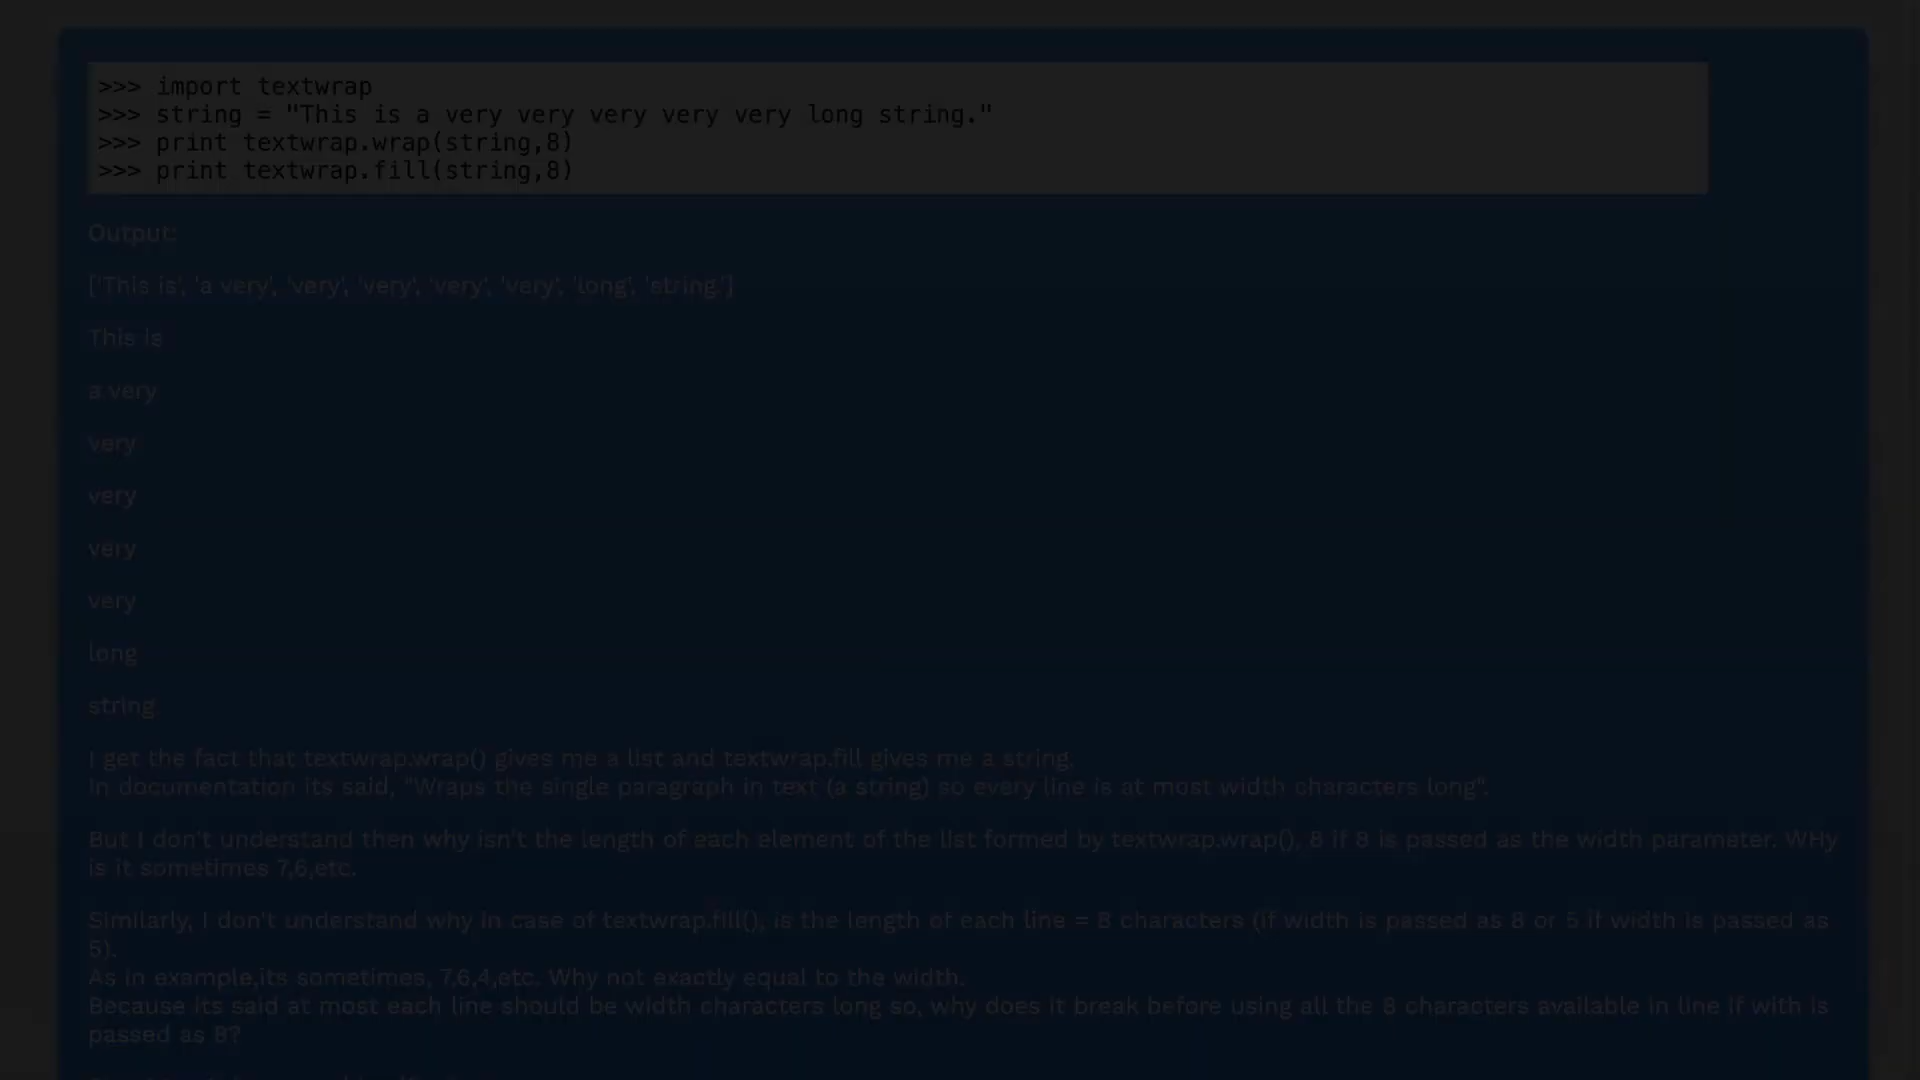 >>> import textwrap
>>> string = "This is a very very very very very long string."
>>> print textwrap.wrap(string,8)
>>> print textwrap.fill(string,8)
Output:
['This is', 'a very', 'very', 'very', 'very', 'very', 'long', 'string.']
This is
a very
very
very
very
very
long
string.
I get the fact that textwrap.wrap() gives me a list and textwrap.fill gives me a string.
In documentation its said, "Wraps the single paragraph in text (a string) so every line is at most width characters long".
But I don't understand then why isn't the length of each element of the list formed by textwrap.wrap(), 8 if 8 is passed as the width parameter. WHy
is it sometimes 7,6,etc.
Similarly, I don't understand why in case of textwrap.fill(), is the length of each line = 8 characters (if width is passed as 8 or 5 if width is passed as
5).
As in example,its sometimes, 7,6,4,etc. Why not exactly equal to the width.
Because its said at most each line should be width characters long so, why does it break before using all the 8 characters available in line if with is
passed as 8?